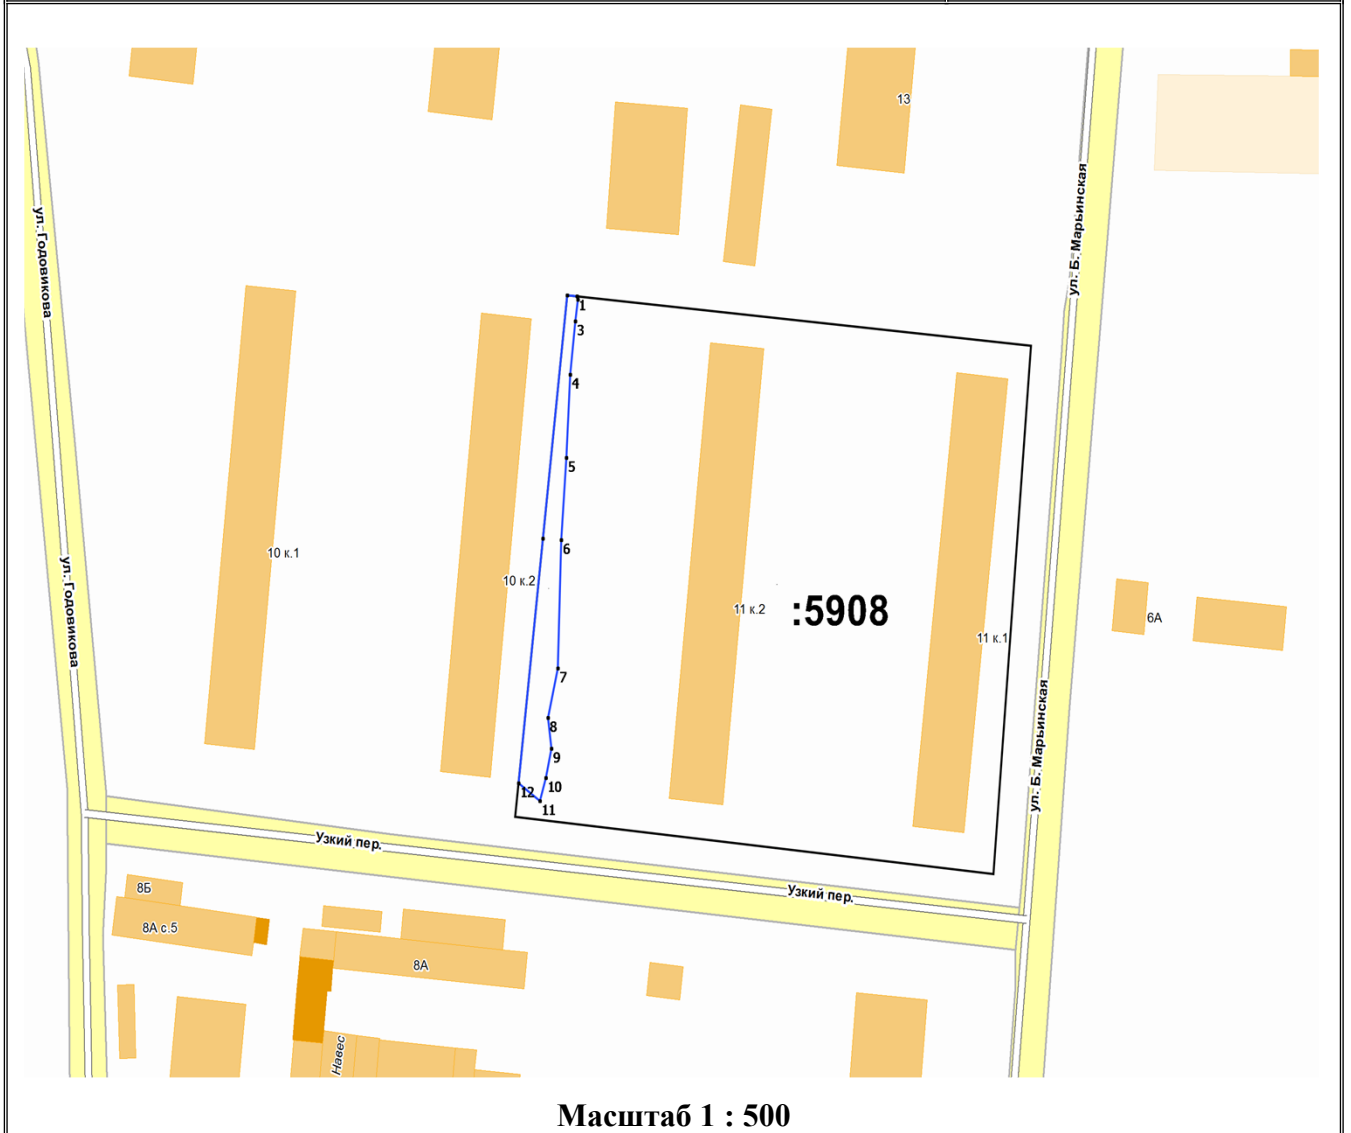 13
ул. Б. Марьинская
ул. Годовикова
1
3
4
5
6
10 к.1
10 к.2
11 к.2
:5908
11 к.1
6А
ул. Годовикова
7
ул. Б. Марьинская
8
9
10
12
11
Узкий пер.
Узкий пер.
8Б
8А с.5
8А
Навес
Масштаб 1 : 500